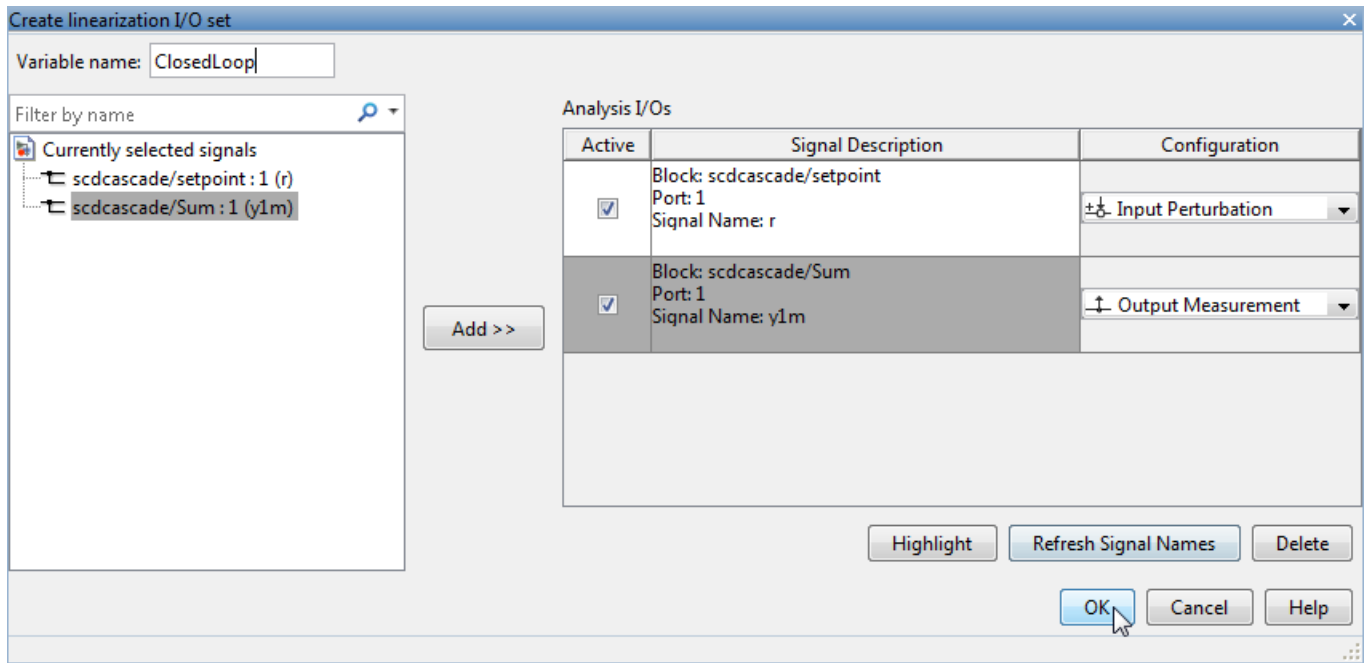 Create linearization I/O set
Variable name: ClosedLoop
Filter by name
Currently selected signals
scdcascade/setpoint : 1 (r)
scdcascade/Sum : 1 (y1m)
Add >>
Analysis I/Os
Active Signal Description Configuration
Block: scdcascade/setpoint
Port: 1
Signal Name: r
Input Perturbation
Block: scdcascade/Sum
Port: 1
Signal Name: y1m
Output Measurement
Highlight Refresh Signal Names Delete
OK Cancel Help